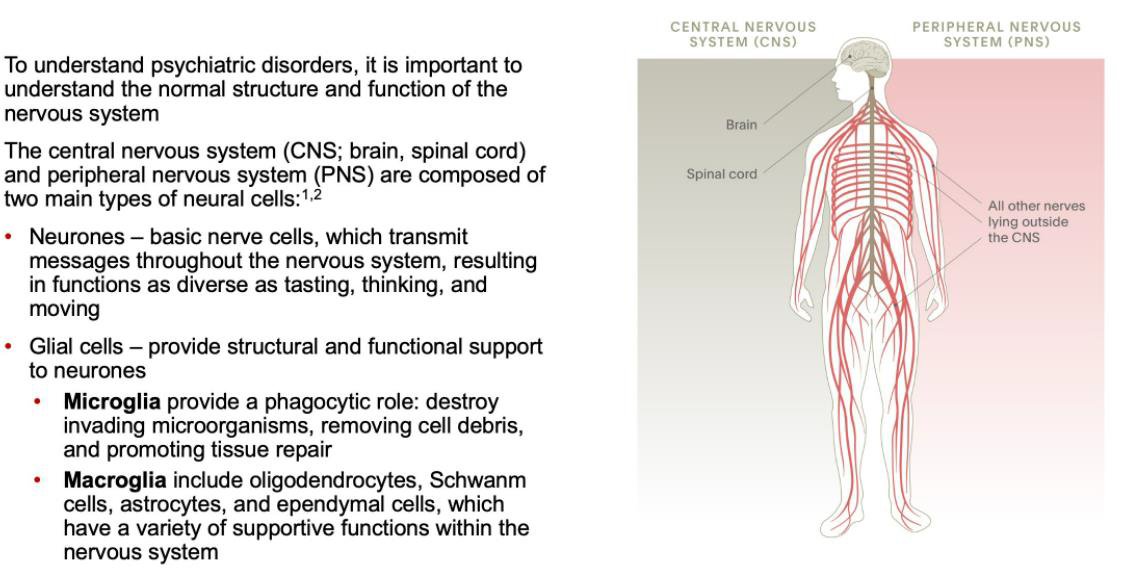 To understand psychiatric disorders, it is important to
understand the normal structure and function of the
nervous system
The central nervous system (CNS; brain, spinal cord)
and peripheral nervous system (PNS) are composed of
two main types of neural cells:1,2
• Neurones – basic nerve cells, which transmit
messages throughout the nervous system, resulting
in functions as diverse as tasting, thinking, and
moving
• Glial cells – provide structural and functional support
to neurones
• Microglia provide a phagocytic role: destroy
invading microorganisms, removing cell debris,
and promoting tissue repair
• Macroglia include oligodendrocytes, Schwanm
cells, astrocytes, and ependymal cells, which
have a variety of supportive functions within the
nervous system
CENTRAL NERVOUS
SYSTEM (CNS)
PERIPHERAL NERVOUS
SYSTEM (PNS)
Brain
Spinal cord
All other nerves
lying outside
the CNS